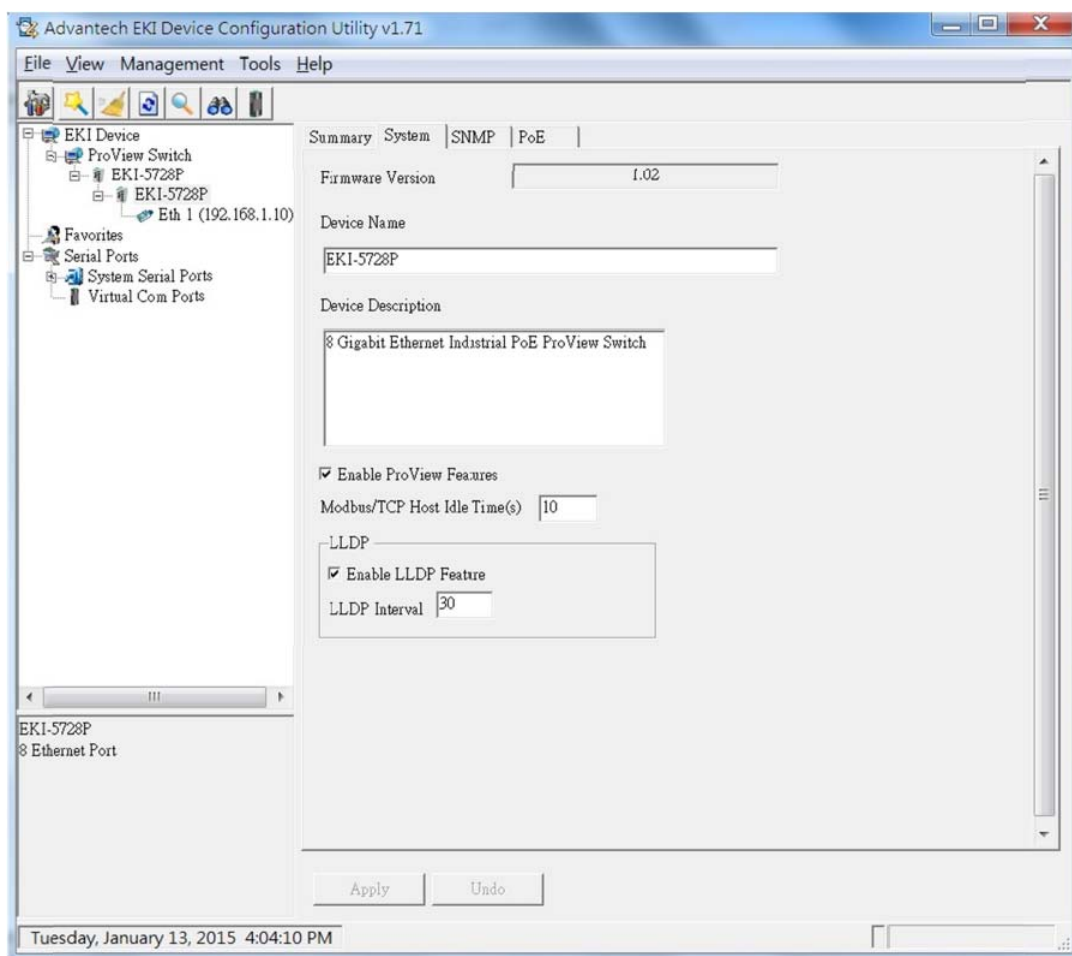 Advantech EKI Device Configuration Utility v1.71
File View Management Tools Help
EKI Device
ProView Switch
EKI-5728P
EKI-5728P
Eth 1 (192.168.1.10)
Favorites
Serial Ports
System Serial Ports
Virtual Com Ports
EKI-5728P
8 Ethernet Port
Summary System SNMP PoE
Firmware Version 1.02
Device Name
EKI-5728P
Device Description
8 Gigabit Ethernet Industrial PoE ProView Switch
Enable ProView Features
Modbus/TCP Host Idle Time(s) 10
LLDP
Enable LLDP Feature
LLDP Interval 30
Apply Undo
Tuesday, January 13, 2015 4:04:10 PM